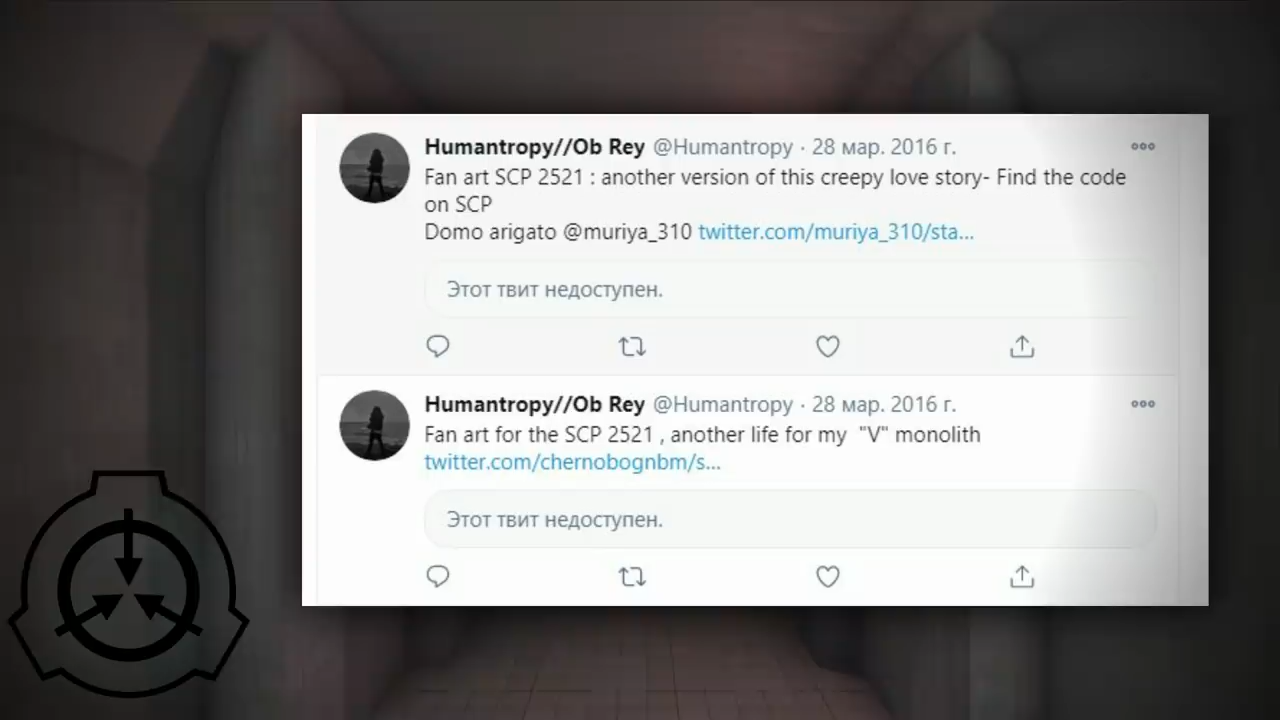 Humantropy//Ob Rey @Humantropy · 28 мар. 2016 г.
Fan art SCP 2521 : another version of this creepy love story- Find the code
on SCP
Domo arigato @muriya_310 twitter.com/muriya_310/sta...
Этот твит недоступен.
Humantropy//Ob Rey @Humantropy · 28 мар. 2016 г.
Fan art for the SCP 2521 , another life for my "V" monolith
twitter.com/chernobognbm/s...
Этот твит недоступен.